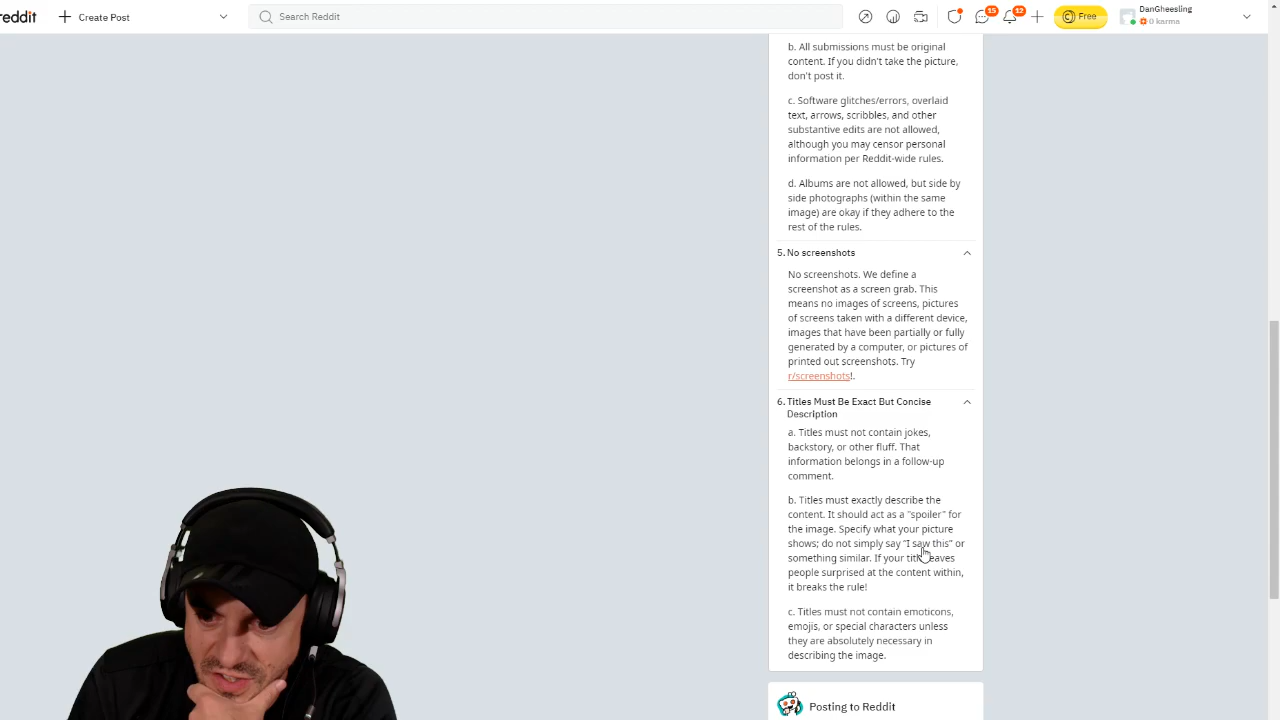 reddit
Create Post
Search Reddit
15
12
Free
DanGheesling
0 karma
b. All submissions must be original
content. If you didn't take the picture,
don't post it.
c. Software glitches/errors, overlaid
text, arrows, scribbles, and other
substantive edits are not allowed,
although you may censor personal
information per Reddit-wide rules.
d. Albums are not allowed, but side by
side photographs (within the same
image) are okay if they adhere to the
rest of the rules.
5. No screenshots
No screenshots. We define a
screenshot as a screen grab. This
means no images of screens, pictures
of screens taken with a different device,
images that have been partially or fully
generated by a computer, or pictures of
printed out screenshots. Try
r/screenshots!.
6. Titles Must Be Exact But Concise
Description
a. Titles must not contain jokes,
backstory, or other fluff. That
information belongs in a follow-up
comment.
b. Titles must exactly describe the
content. It should act as a "spoiler" for
the image. Specify what your picture
shows; do not simply say "I saw this" or
something similar. If your title leaves
people surprised at the content within,
it breaks the rule!
c. Titles must not contain emoticons,
emojis, or special characters unless
they are absolutely necessary in
describing the image.
Posting to Reddit